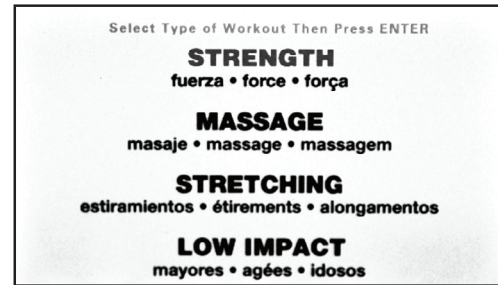 Select Type of Workout Then Press ENTER
STRENGTH
fuerza • force • força
MASSAGE
masaje • massage • massagem
STRETCHING
estiramientos • étirements • alongamentos
LOW IMPACT
mayores • agées • idosos